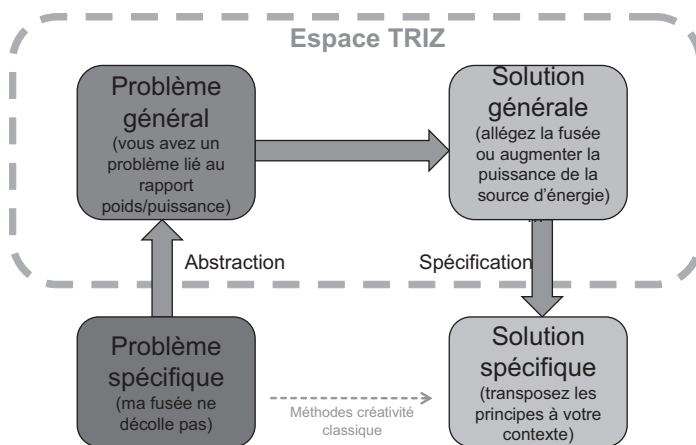 Espace TRIZ
Problème
général
(vous avez un
problème lié au
rapport
poids/puissance)
Solution
générale
(allégez la fusée
ou augmenter la
puissance de la
source d'énergie)
Abstraction
Spécification
Problème
spécifique
(ma fusée ne
décolle pas)
Méthodes créativité
classique
Solution
spécifique
(transposez les
principes à votre
contexte)